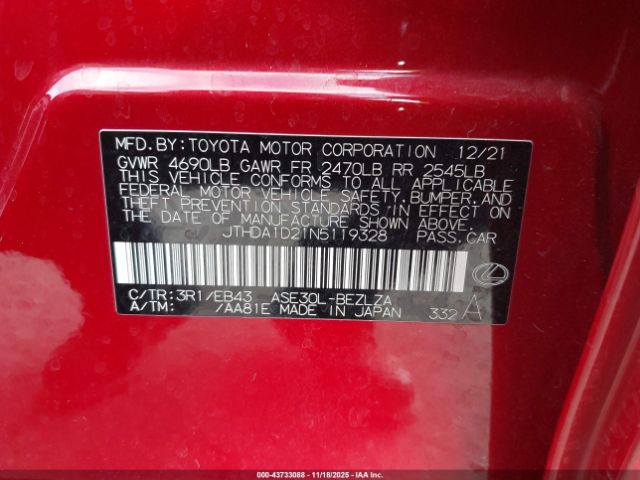 MFD.BY:TOYOTA MOTOR CORPORATION 12/21
GVWR 4690LB GAWR FR 2470LB RR 2545LB
THIS VEHICLE CONFORMS TO ALL APPLICABLE
FEDERAL MOTOR VEHICLE SAFETY,BUMPER,AND
THEFT PREVENTION STANDARDS IN EFFECT ON
THE DATE OF MANUFACTURE SHOWN ABOVE.
JTHDA1D21N5119328 PASS.CAR
C/TR:3R1/EB43 ASE30L-BEZLZA
A/TM: /AA81E MADE IN JAPAN 332 A
000-43733088 - 11/18/2025 - IAA Inc.